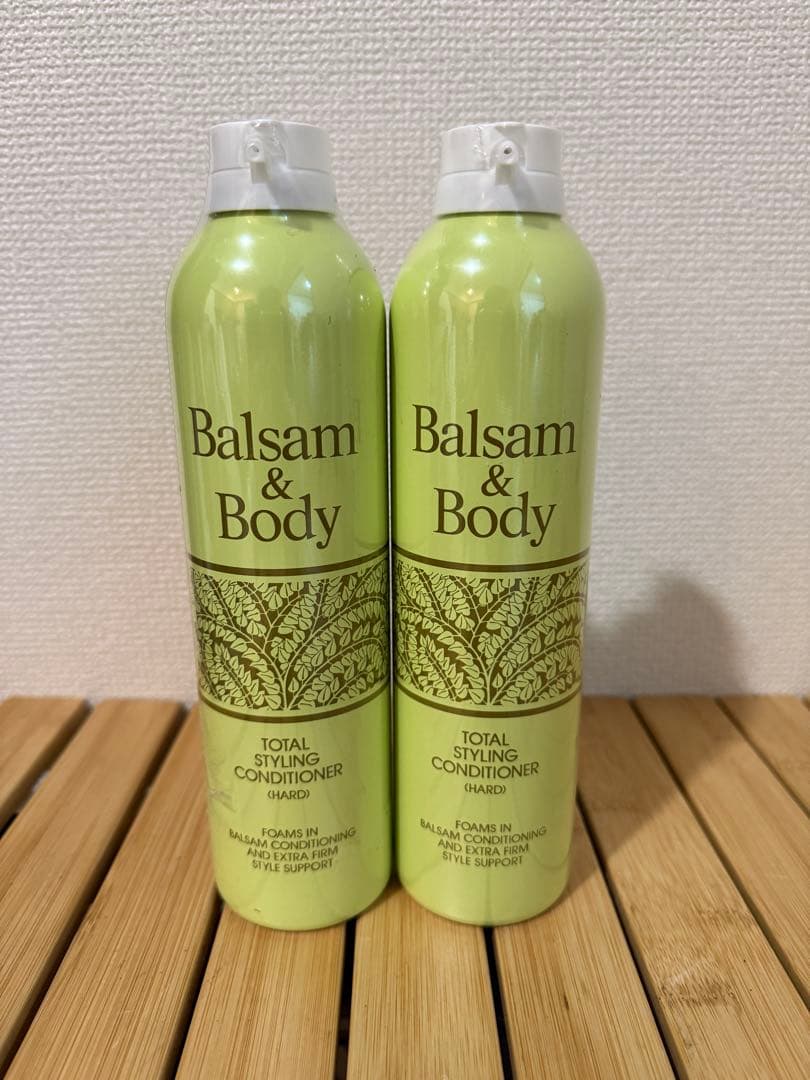 Balsam
&
Body
TOTAL
STYLING
CONDITIONER
(HARD)
FOAMS IN
BALSAM CONDITIONING
AND EXTRA FIRM
STYLE SUPPORT
Balsam
&
Body
TOTAL
STYLING
CONDITIONER
(HARD)
FOAMS IN
BALSAM CONDITIONING
AND EXTRA FIRM
STYLE SUPPORT